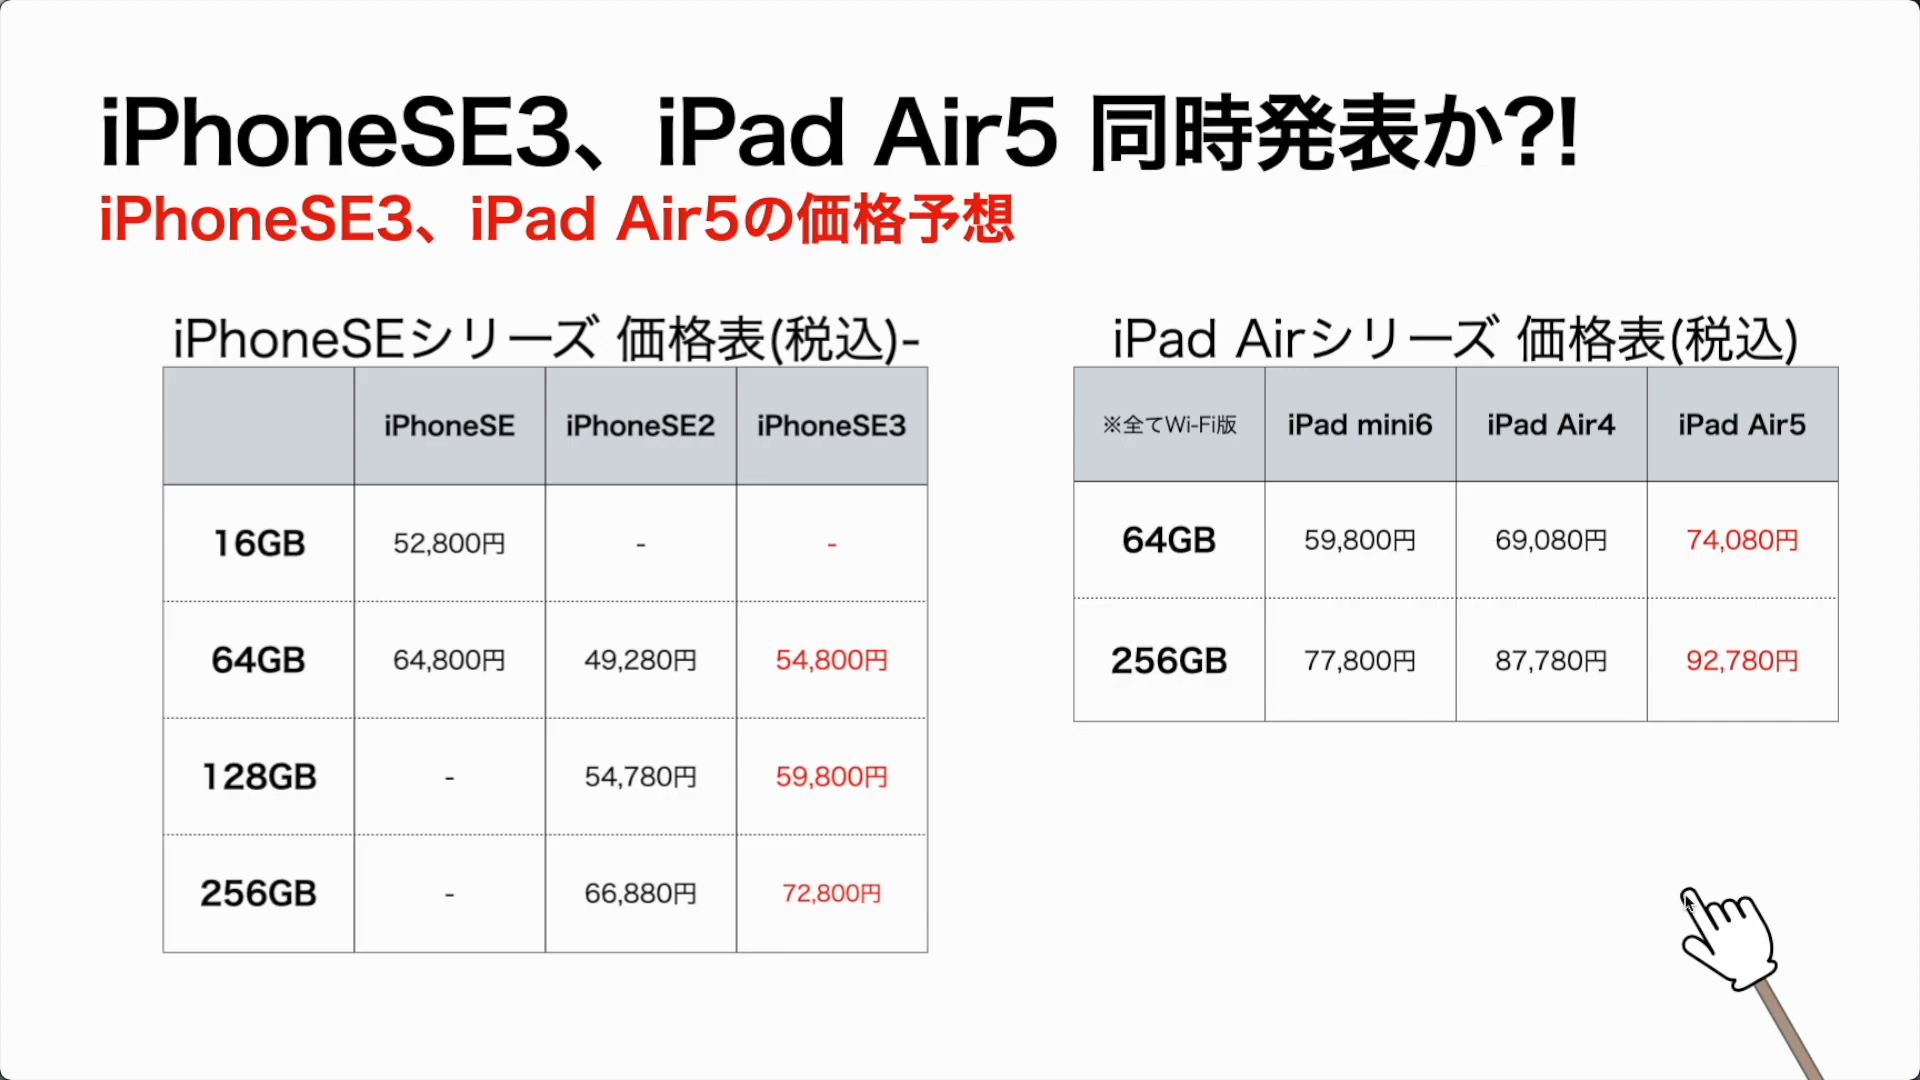 iPhoneSE3、iPad Air5 同時発表か?!
iPhoneSE3、iPad Air5の価格予想
iPhoneSEシリーズ 価格表(税込)-
iPhoneSE iPhoneSE2 iPhoneSE3
16GB 52,800円 - -
64GB 64,800円 49,280円 54,800円
128GB - 54,780円 59,800円
256GB - 66,880円 72,800円
iPad Airシリーズ 価格表(税込)
※全てWi-Fi版 iPad mini6 iPad Air4 iPad Air5
64GB 59,800円 69,080円 74,080円
256GB 77,800円 87,780円 92,780円